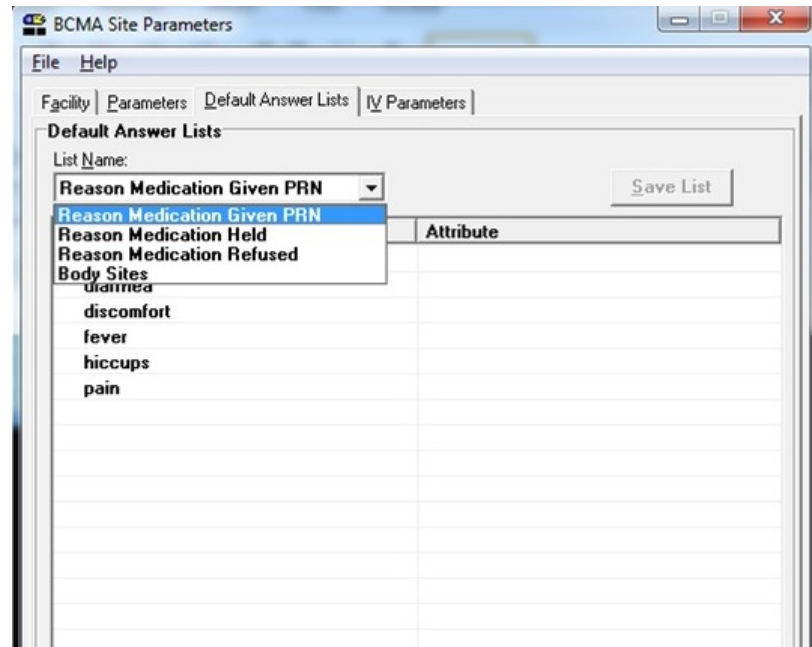 BCMA Site Parameters
File Help
Facility Parameters Default Answer Lists IV Parameters
Default Answer Lists
List Name:
Reason Medication Given PRN
Save List
Reason Medication Given PRN
Reason Medication Held
Reason Medication Refused
Body Sites
Attribute
diarrhea
discomfort
fever
hiccups
pain